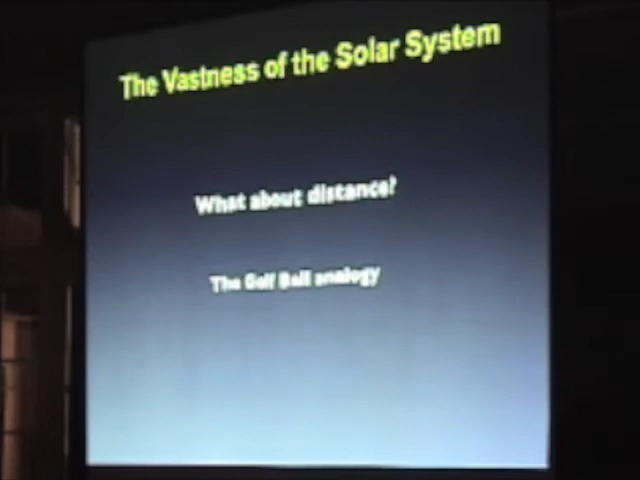 The Vastness of the Solar System
What about distance?
The Golf Ball analogy